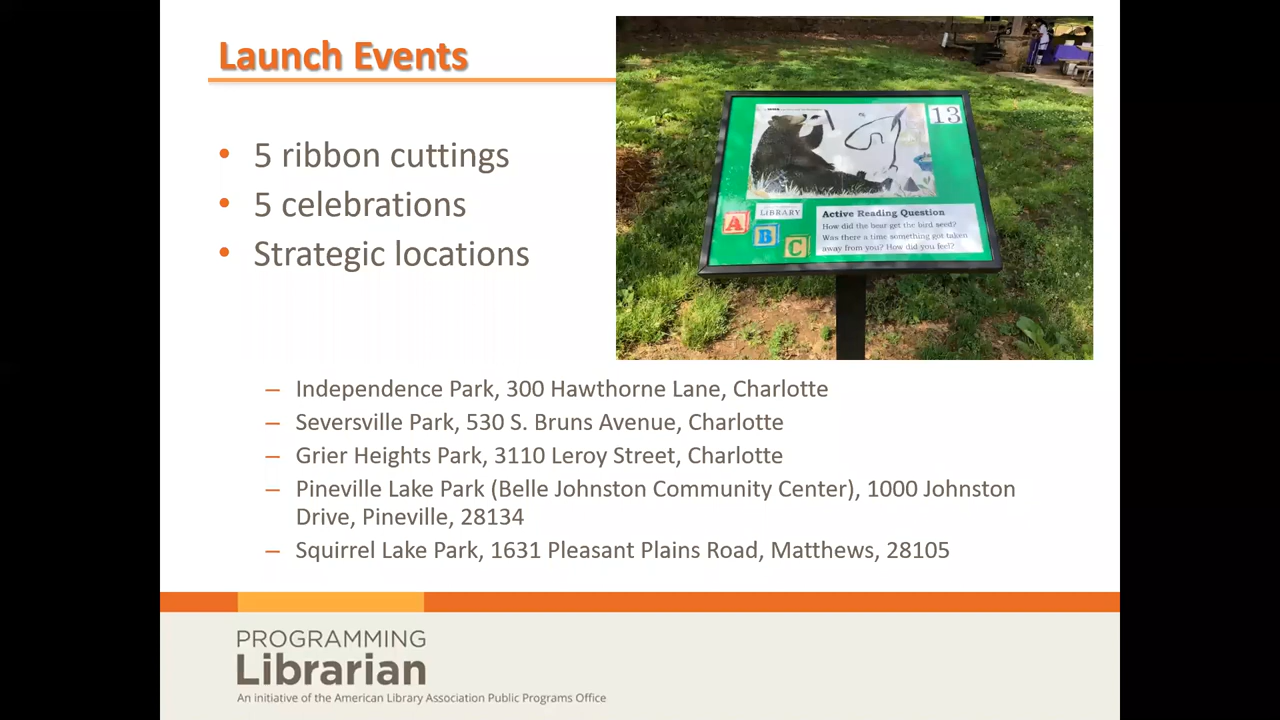 Launch Events
• 5 ribbon cuttings
• 5 celebrations
• Strategic locations
13
A
B
C
LIBRARY
Active Reading Question
How did the bear get the bird seed?
Was there a time something got taken
away from you? How did you feel?
– Independence Park, 300 Hawthorne Lane, Charlotte
– Seversville Park, 530 S. Bruns Avenue, Charlotte
– Grier Heights Park, 3110 Leroy Street, Charlotte
– Pineville Lake Park (Belle Johnston Community Center), 1000 Johnston
Drive, Pineville, 28134
– Squirrel Lake Park, 1631 Pleasant Plains Road, Matthews, 28105
PROGRAMMING
Librarian
An initiative of the American Library Association Public Programs Office